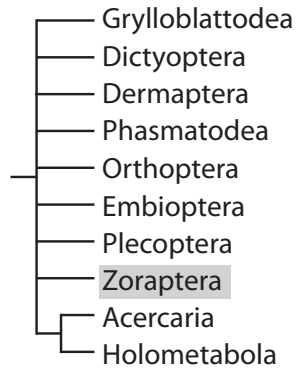 Grylloblattodea
Dictyoptera
Dermaptera
Phasmatodea
Orthoptera
Embioptera
Plecoptera
Zoraptera
Acercaria
Holometabola